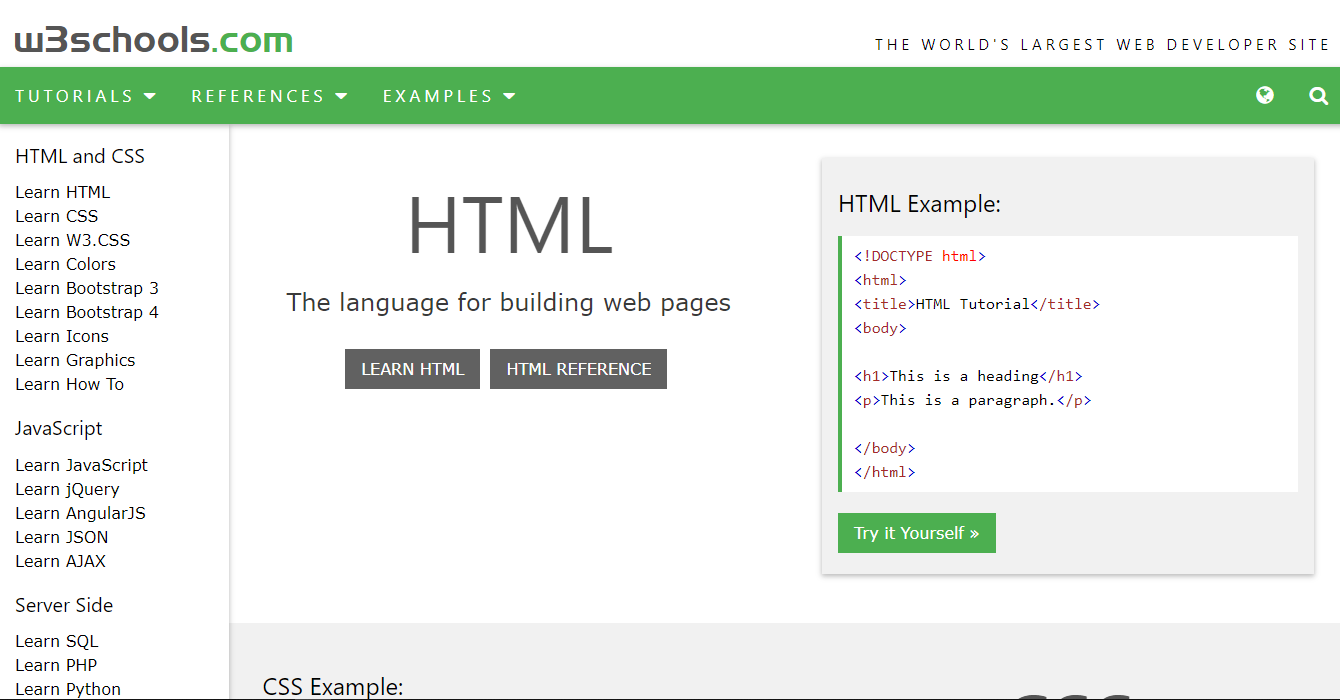 w3schools.com
THE WORLD'S LARGEST WEB DEVELOPER SITE
TUTORIALS REFERENCES EXAMPLES
HTML and CSS
Learn HTML
Learn CSS
Learn W3.CSS
Learn Colors
Learn Bootstrap 3
Learn Bootstrap 4
Learn Icons
Learn Graphics
Learn How To
JavaScript
Learn JavaScript
Learn jQuery
Learn AngularJS
Learn JSON
Learn AJAX
Server Side
Learn SQL
Learn PHP
Learn Python
HTML
The language for building web pages
LEARN HTML HTML REFERENCE
HTML Example:
<!DOCTYPE html>
<html>
<title>HTML Tutorial</title>
<body>
<h1>This is a heading</h1>
<p>This is a paragraph.</p>
</body>
</html>
Try it Yourself »
CSS Example: